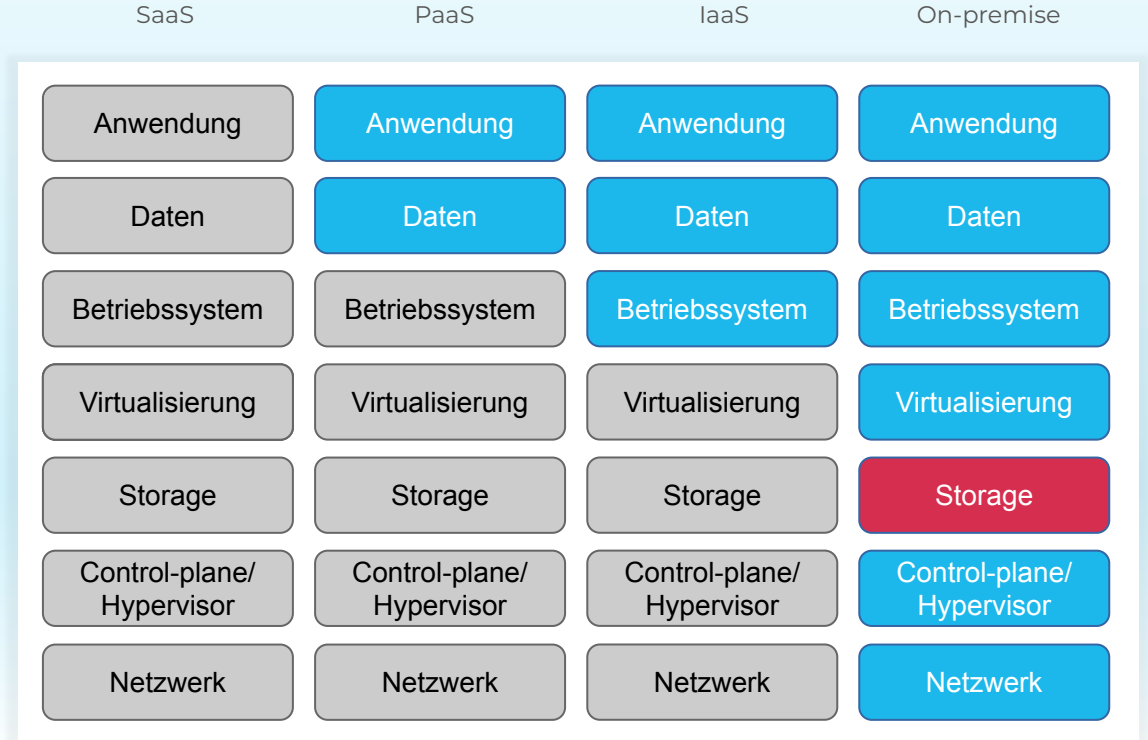 SaaS PaaS IaaS On-premise
Anwendung Anwendung Anwendung Anwendung
Daten Daten Daten Daten
Betriebssystem Betriebssystem Betriebssystem Betriebssystem
Virtualisierung Virtualisierung Virtualisierung Virtualisierung
Storage Storage Storage Storage
Control-plane/ Control-plane/ Control-plane/ Control-plane/
Hypervisor Hypervisor Hypervisor Hypervisor
Netzwerk Netzwerk Netzwerk Netzwerk